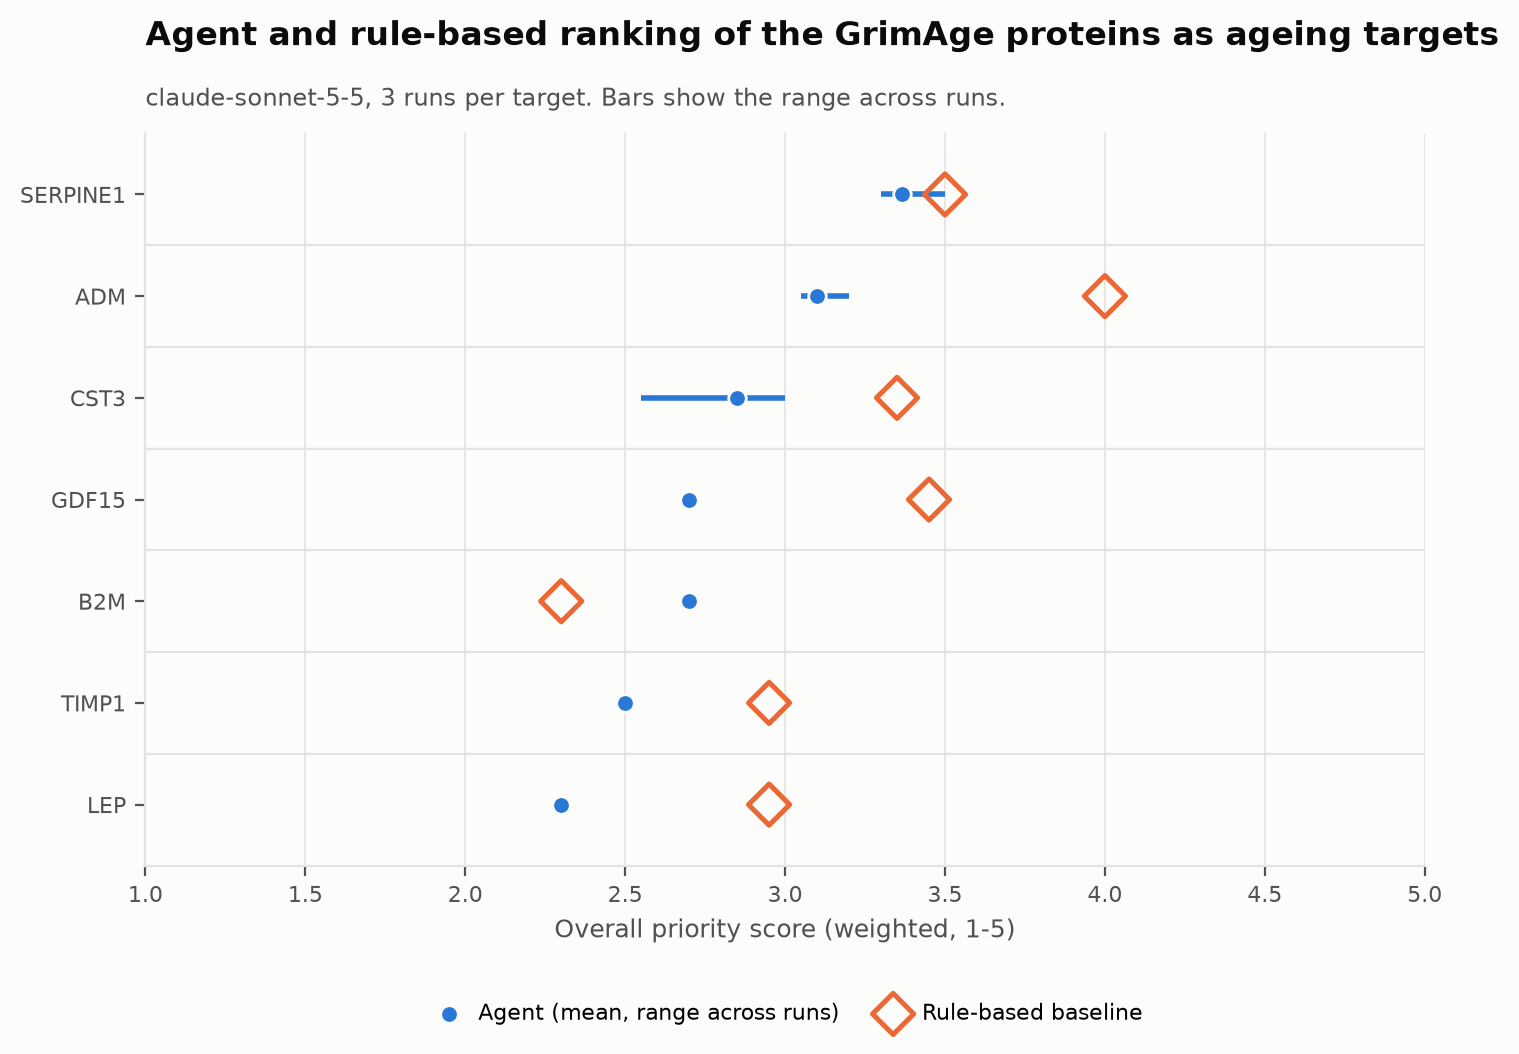 Agent and rule-based ranking of the GrimAge proteins as ageing targets
claude-sonnet-5-5, 3 runs per target. Bars show the range across runs.
SERPINE1
ADM
CST3
GDF15
B2M
TIMP1
LEP
1.0 1.5 2.0 2.5 3.0 3.5 4.0 4.5 5.0
Overall priority score (weighted, 1-5)
Agent (mean, range across runs) Rule-based baseline